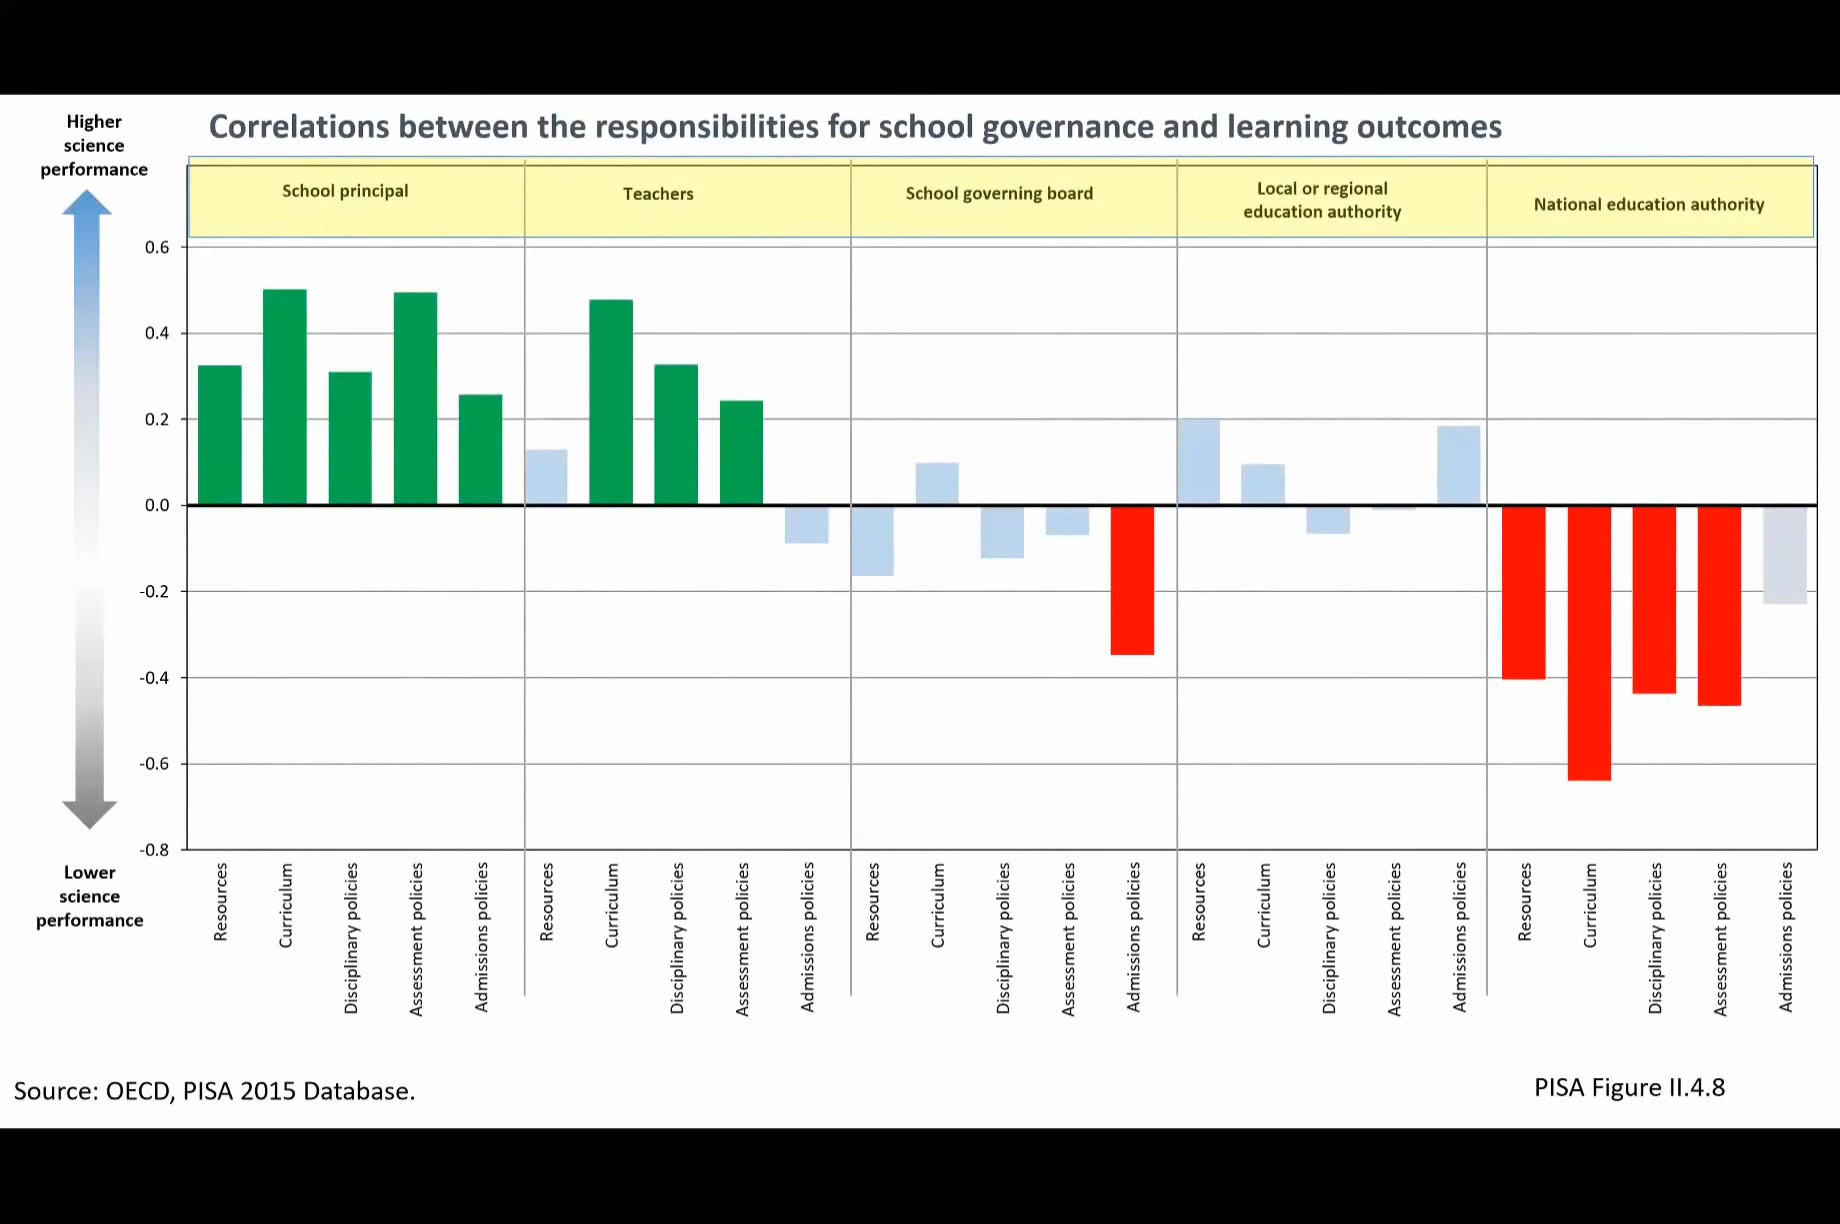 Correlations between the responsibilities for school governance and learning outcomes
Higher
science
performance
School principal
Teachers
School governing board
Local or regional
education authority
National education authority
0.6
0.4
0.2
0.0
-0.2
-0.4
-0.6
-0.8
Lower
science
performance
Resources
Curriculum
Disciplinary policies
Assessment policies
Admissions policies
Resources
Curriculum
Disciplinary policies
Assessment policies
Admissions policies
Resources
Curriculum
Disciplinary policies
Assessment policies
Admissions policies
Resources
Curriculum
Disciplinary policies
Assessment policies
Admissions policies
Resources
Curriculum
Disciplinary policies
Assessment policies
Admissions policies
Source: OECD, PISA 2015 Database.
PISA Figure II.4.8